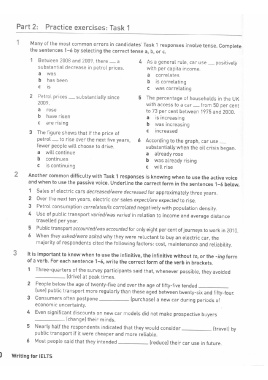 Part 2: Practice exercises: Task 1
1 Many of the most common errors in candidates' Task 1 responses involve tense. Complete
the sentences 1–6 by selecting the correct tense a, b, or c.
1 Between 2000 and 2009, there ___ a
substantial decrease in petrol prices.
a was
b has been
c is
2 Petrol prices ___ substantially since
2009.
a rose
b have risen
c are rising
3 The figure shows that if the price of
petrol ___ to rise over the next five years,
fewer people will choose to drive.
a will continue
b continues
c is continuing
4 As a general rule, car use ___ positively
with per capita income.
a correlates
b is correlating
c was correlating
5 The percentage of households in the UK
with access to a car ___ from 50 per cent
to 73 per cent between 1975 and 2000.
a is increasing
b was increasing
c increased
6 According to the graph, car use ___
substantially when the oil crisis began.
a already rose
b was already rising
c will rise
2 Another common difficulty with Task 1 responses is knowing when to use the active voice
and when to use the passive voice. Underline the correct form in the sentences 1–6 below.
1 Sales of electric cars decreased/were decreased for approximately three years.
2 Over the next ten years, electric car sales expect/are expected to rise.
3 Petrol consumption correlates/is correlated negatively with population density.
4 Use of public transport varied/was varied in relation to income and average distance
travelled per year.
5 Public transport accounted/was accounted for only eight per cent of journeys to work in 2012.
6 When they asked/were asked why they were reluctant to buy an electric car, the
majority of respondents cited the following factors: cost, maintenance and reliability.
3 It is important to know when to use the infinitive, the infinitive without to, or the -ing form
of a verb. For each sentence 1–6, write the correct form of the verb in brackets.
1 Three-quarters of the survey participants said that, whenever possible, they avoided
___ (drive) at peak times.
2 People below the age of twenty-five and over the age of fifty-five tended ___
(use) public transport more regularly than those aged between twenty-six and fifty-four.
3 Consumers often postpone ___ (purchase) a new car during periods of
economic uncertainty.
4 Even significant discounts on new car models did not make prospective buyers
___ (change) their minds.
5 Nearly half the respondents indicated that they would consider ___ (travel) by
public transport if it were cheaper and more reliable.
6 Most people said that they intended ___ (reduce) their car use in future.
Writing for IELTS